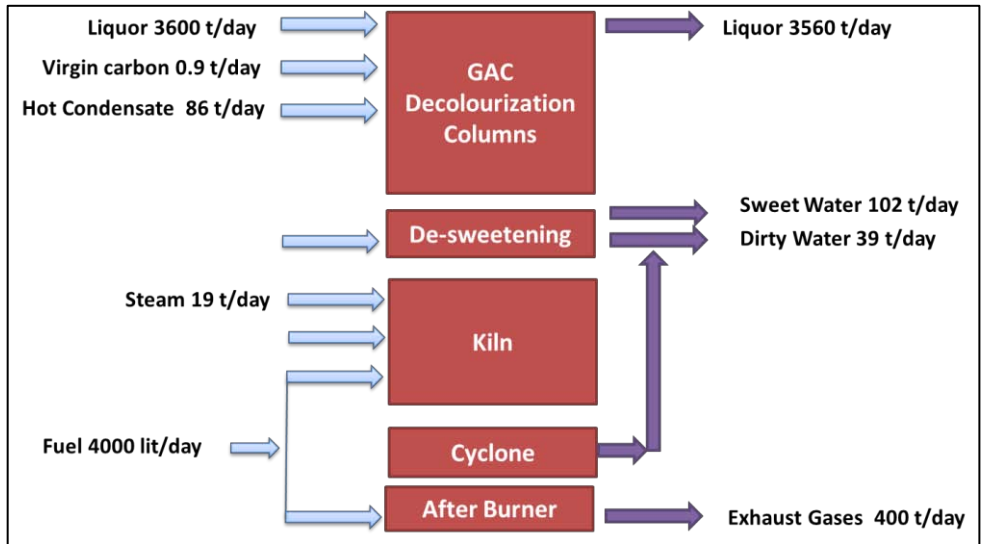 Liquor 3600 t/day
Virgin carbon 0.9 t/day
Hot Condensate 86 t/day
GAC
Decolourization
Columns
Liquor 3560 t/day
De-sweetening
Sweet Water 102 t/day
Dirty Water 39 t/day
Steam 19 t/day
Kiln
Fuel 4000 lit/day
Cyclone
After Burner
Exhaust Gases 400 t/day